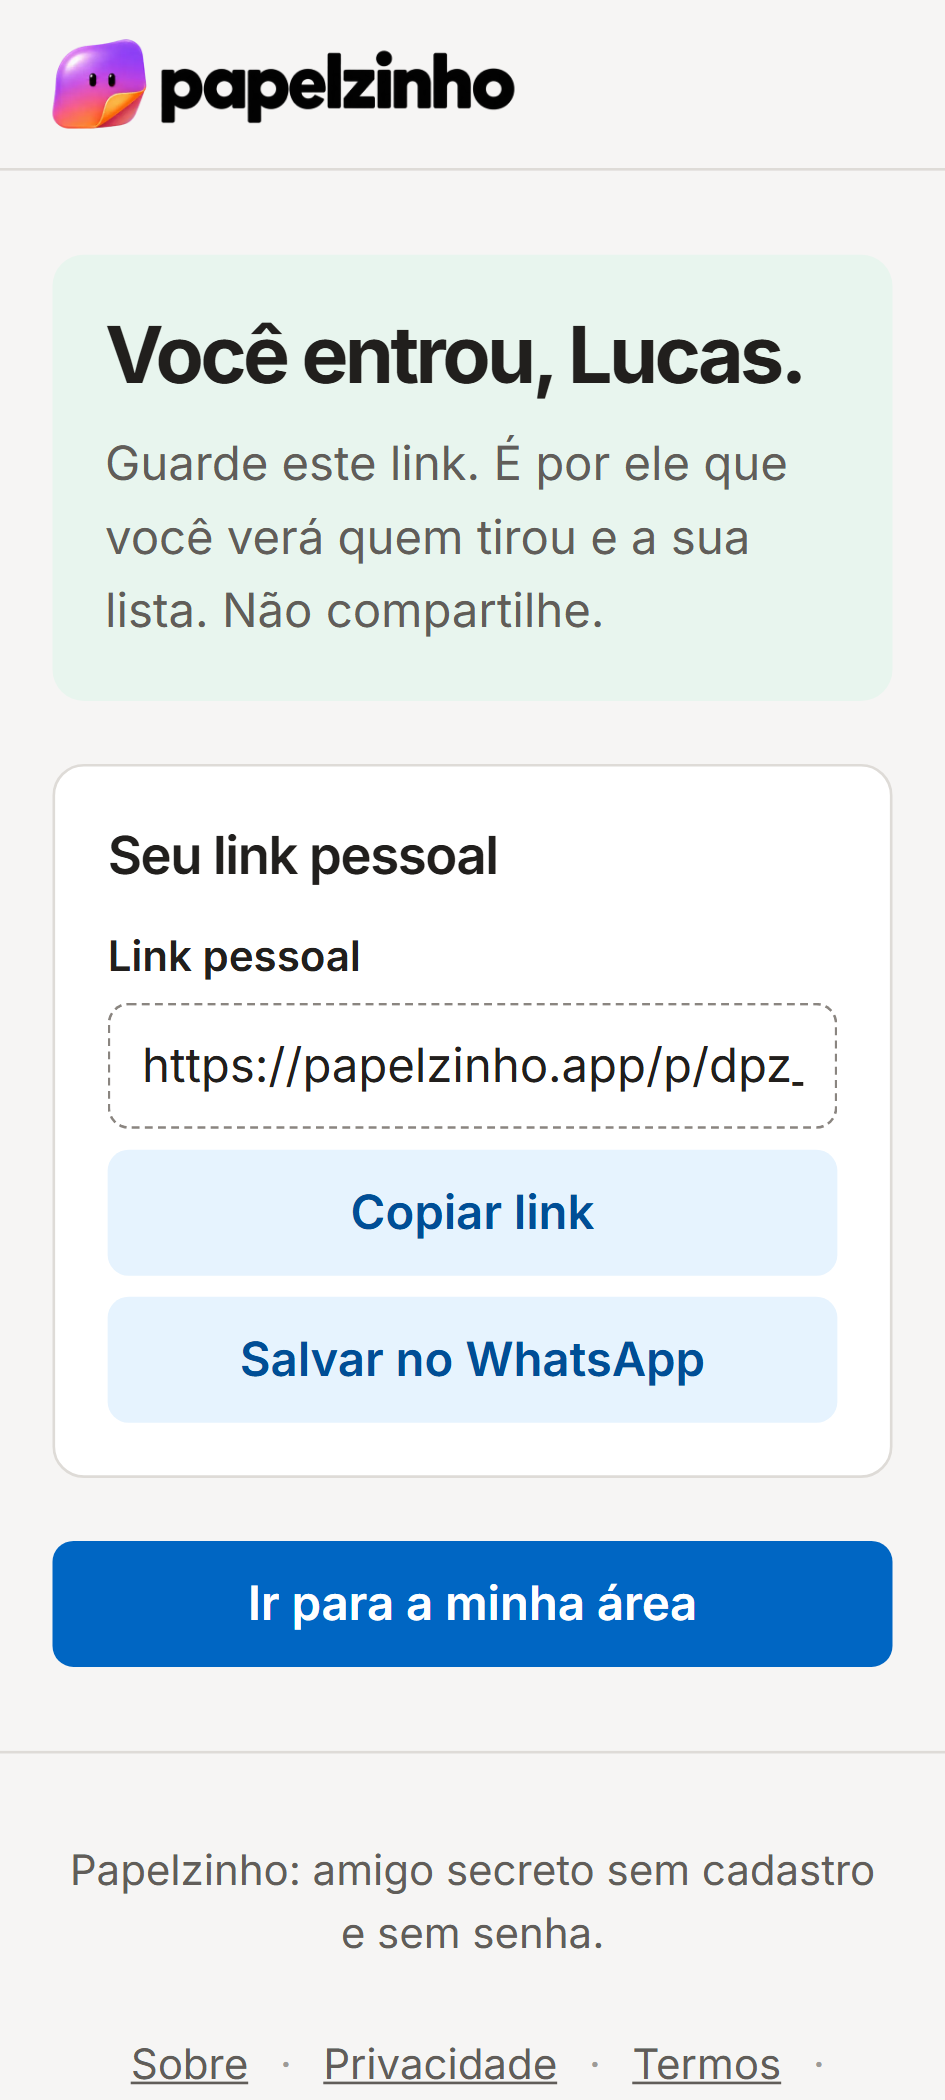 papelzinho
Você entrou, Lucas.
Guarde este link. É por ele que
você verá quem tirou e a sua
lista. Não compartilhe.
Seu link pessoal
Link pessoal
https://papelzinho.app/p/dpz_
Copiar link
Salvar no WhatsApp
Ir para a minha área
Papelzinho: amigo secreto sem cadastro
e sem senha.
Sobre · Privacidade · Termos ·